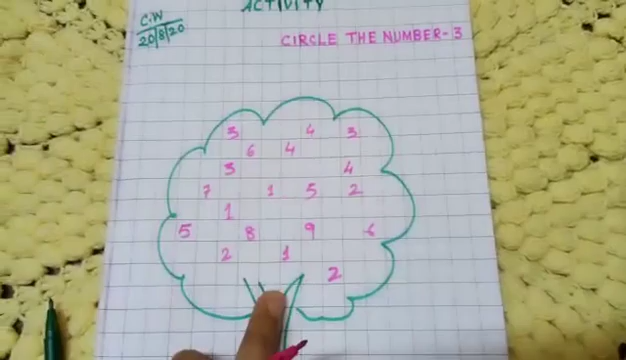 ACTIVITY
C.W
20/8/20
CIRCLE THE NUMBER-3
3 4 3
6 4
3 4
7 1 5 2
1
5 8 9 6
2 1
2